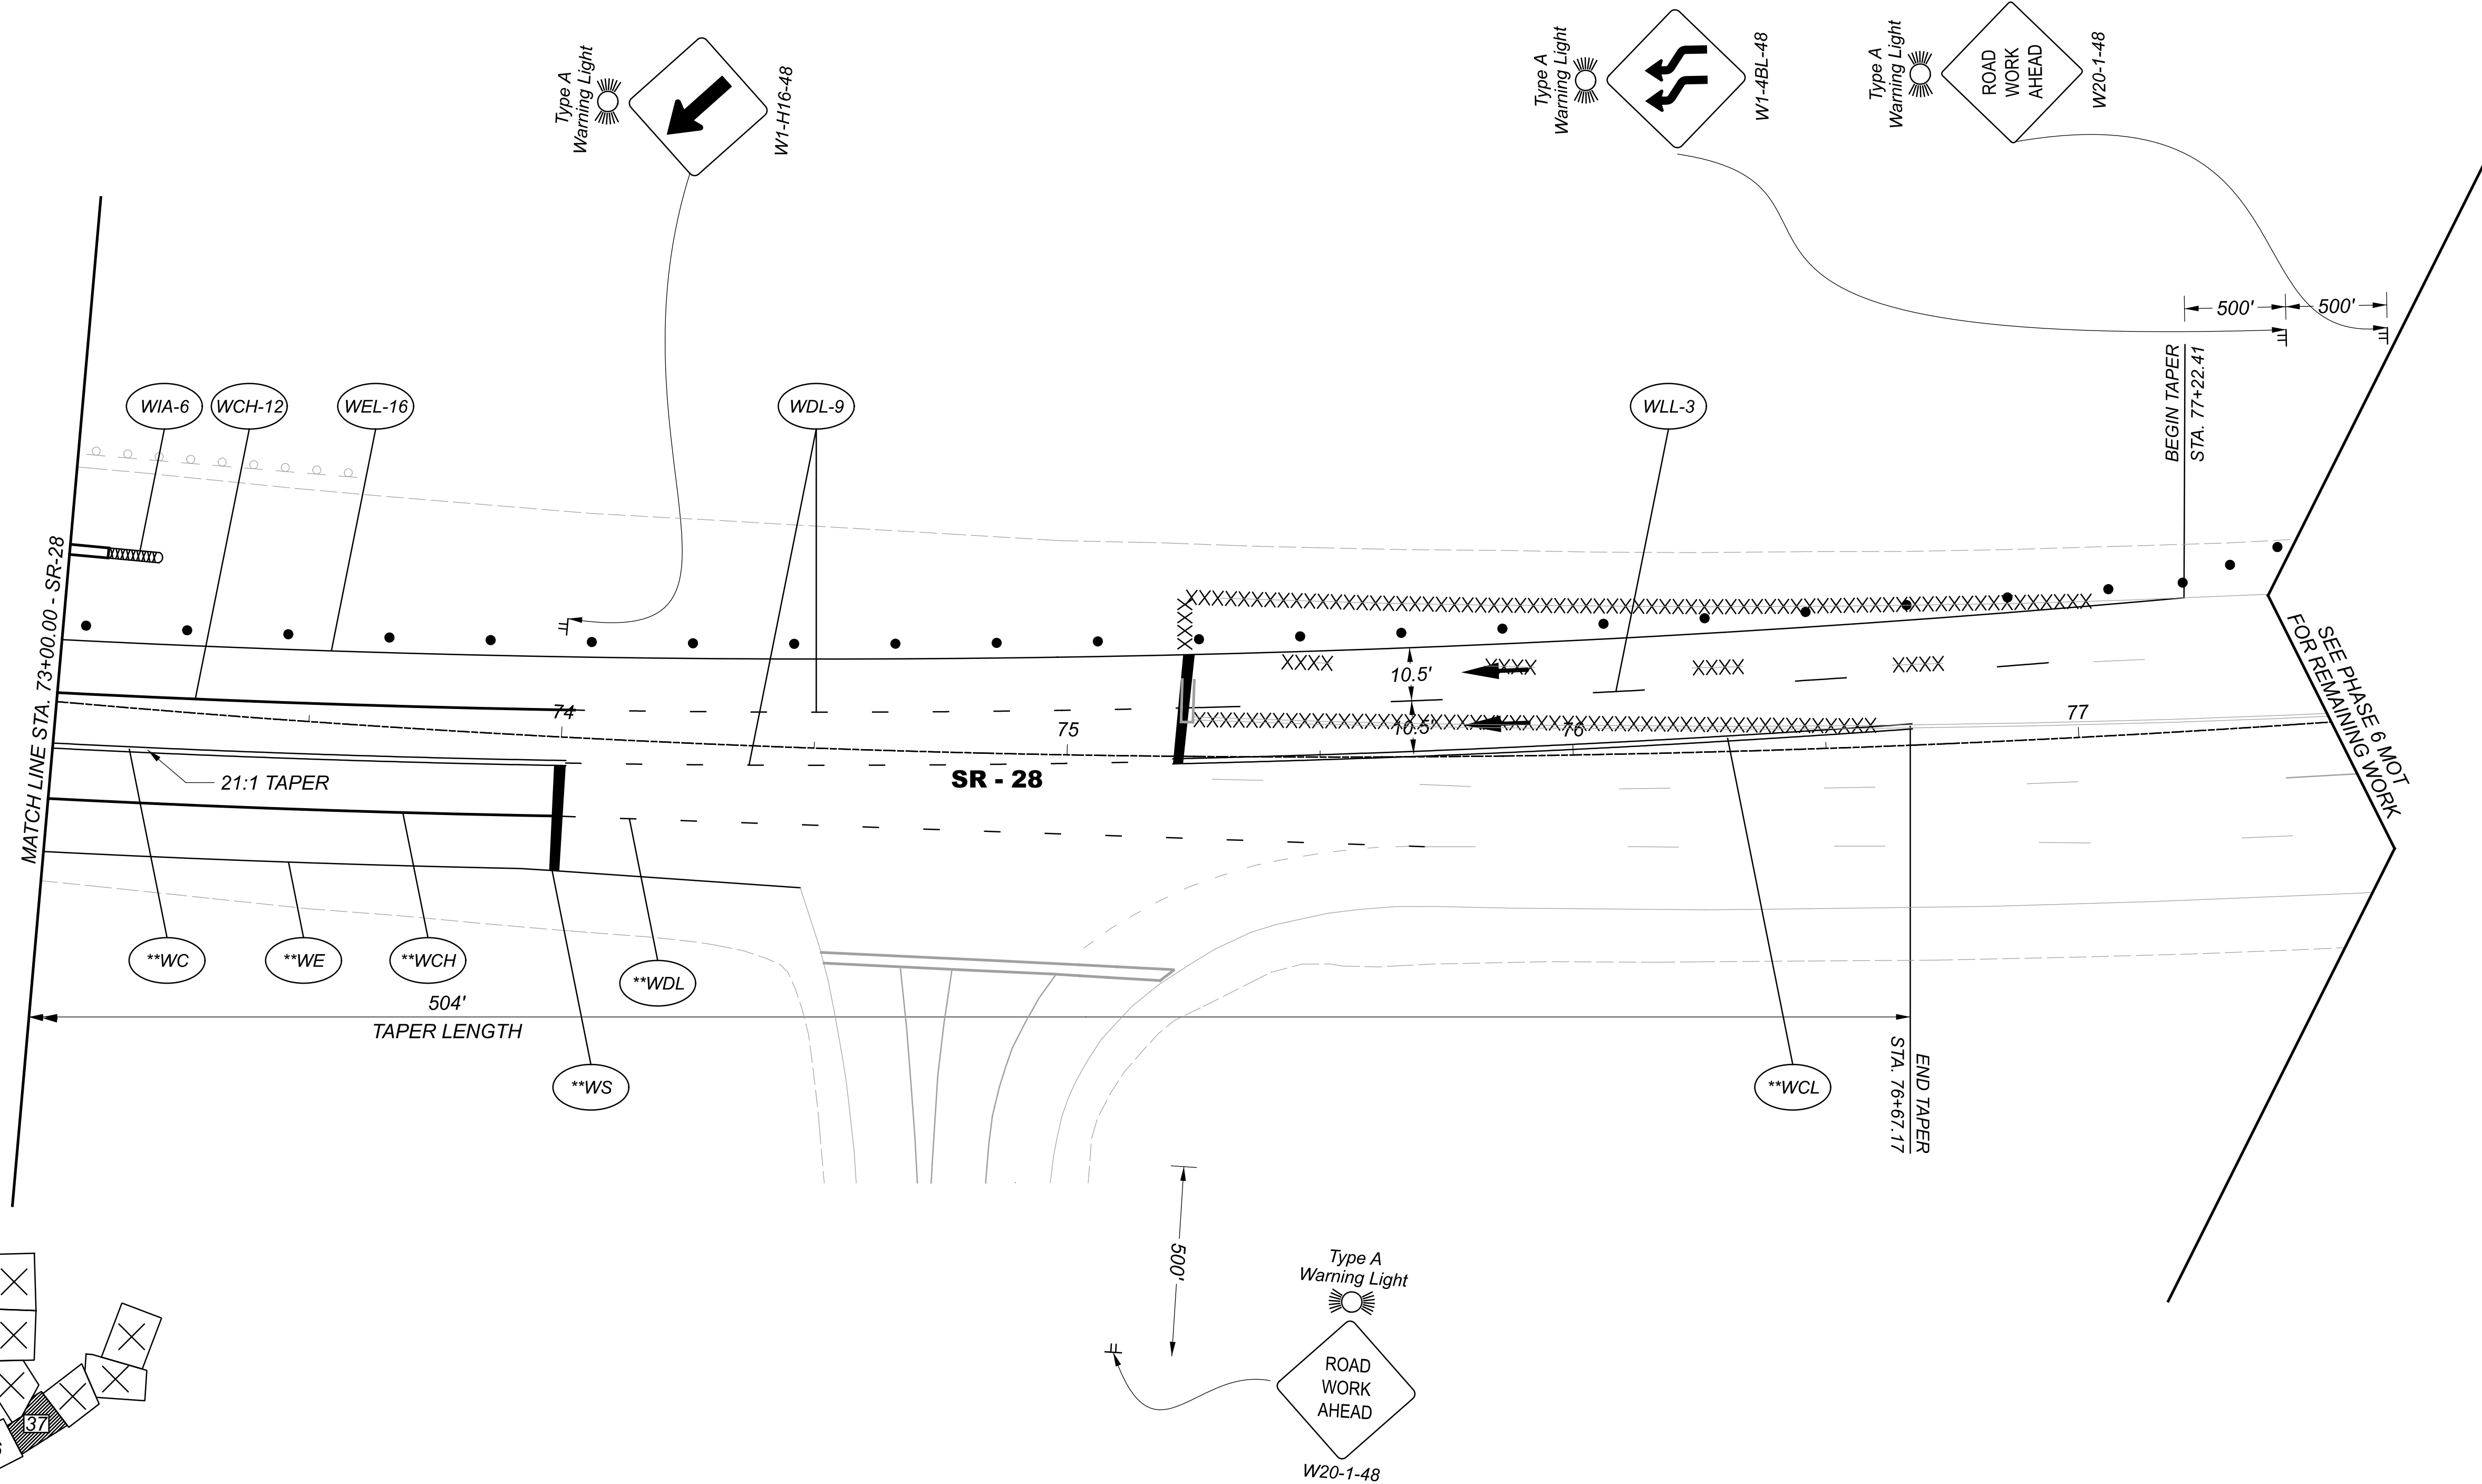 Type A
Warning Light
W1-H16-48
Type A
Warning Light
W1-4BL-48
Type A
Warning Light
ROAD
WORK
AHEAD
W20-1-48
500'
500'
BEGIN TAPER
STA. 77+22.41
WIA-6
WCH-12
WEL-16
WDL-9
WLL-3
MATCH LINE STA. 73+00.00 - SR-28
10.5'
10.5'
74
75
76
77
SR - 28
21:1 TAPER
SEE PHASE 6 MOT
FOR REMAINING WORK
**WC
**WE
**WCH
**WDL
504'
TAPER LENGTH
**WS
**WCL
END TAPER
STA. 76+67.17
500'
Type A
Warning Light
ROAD
WORK
AHEAD
W20-1-48
37